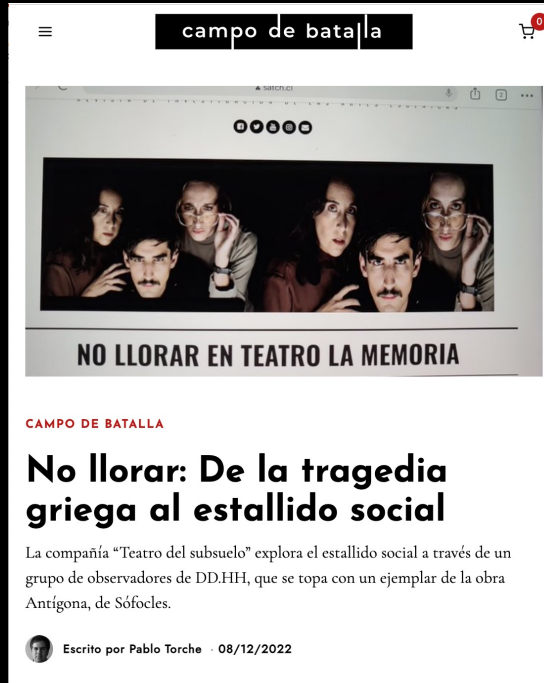 campo de batalla
0
satch.cl
2
NO LLORAR EN TEATRO LA MEMORIA
CAMPO DE BATALLA
No llorar: De la tragedia
griega al estallido social
La compañía “Teatro del subsuelo” explora el estallido social a través de un
grupo de observadores de DD.HH, que se topa con un ejemplar de la obra
Antígona, de Sófocles.
Escrito por Pablo Torche · 08/12/2022